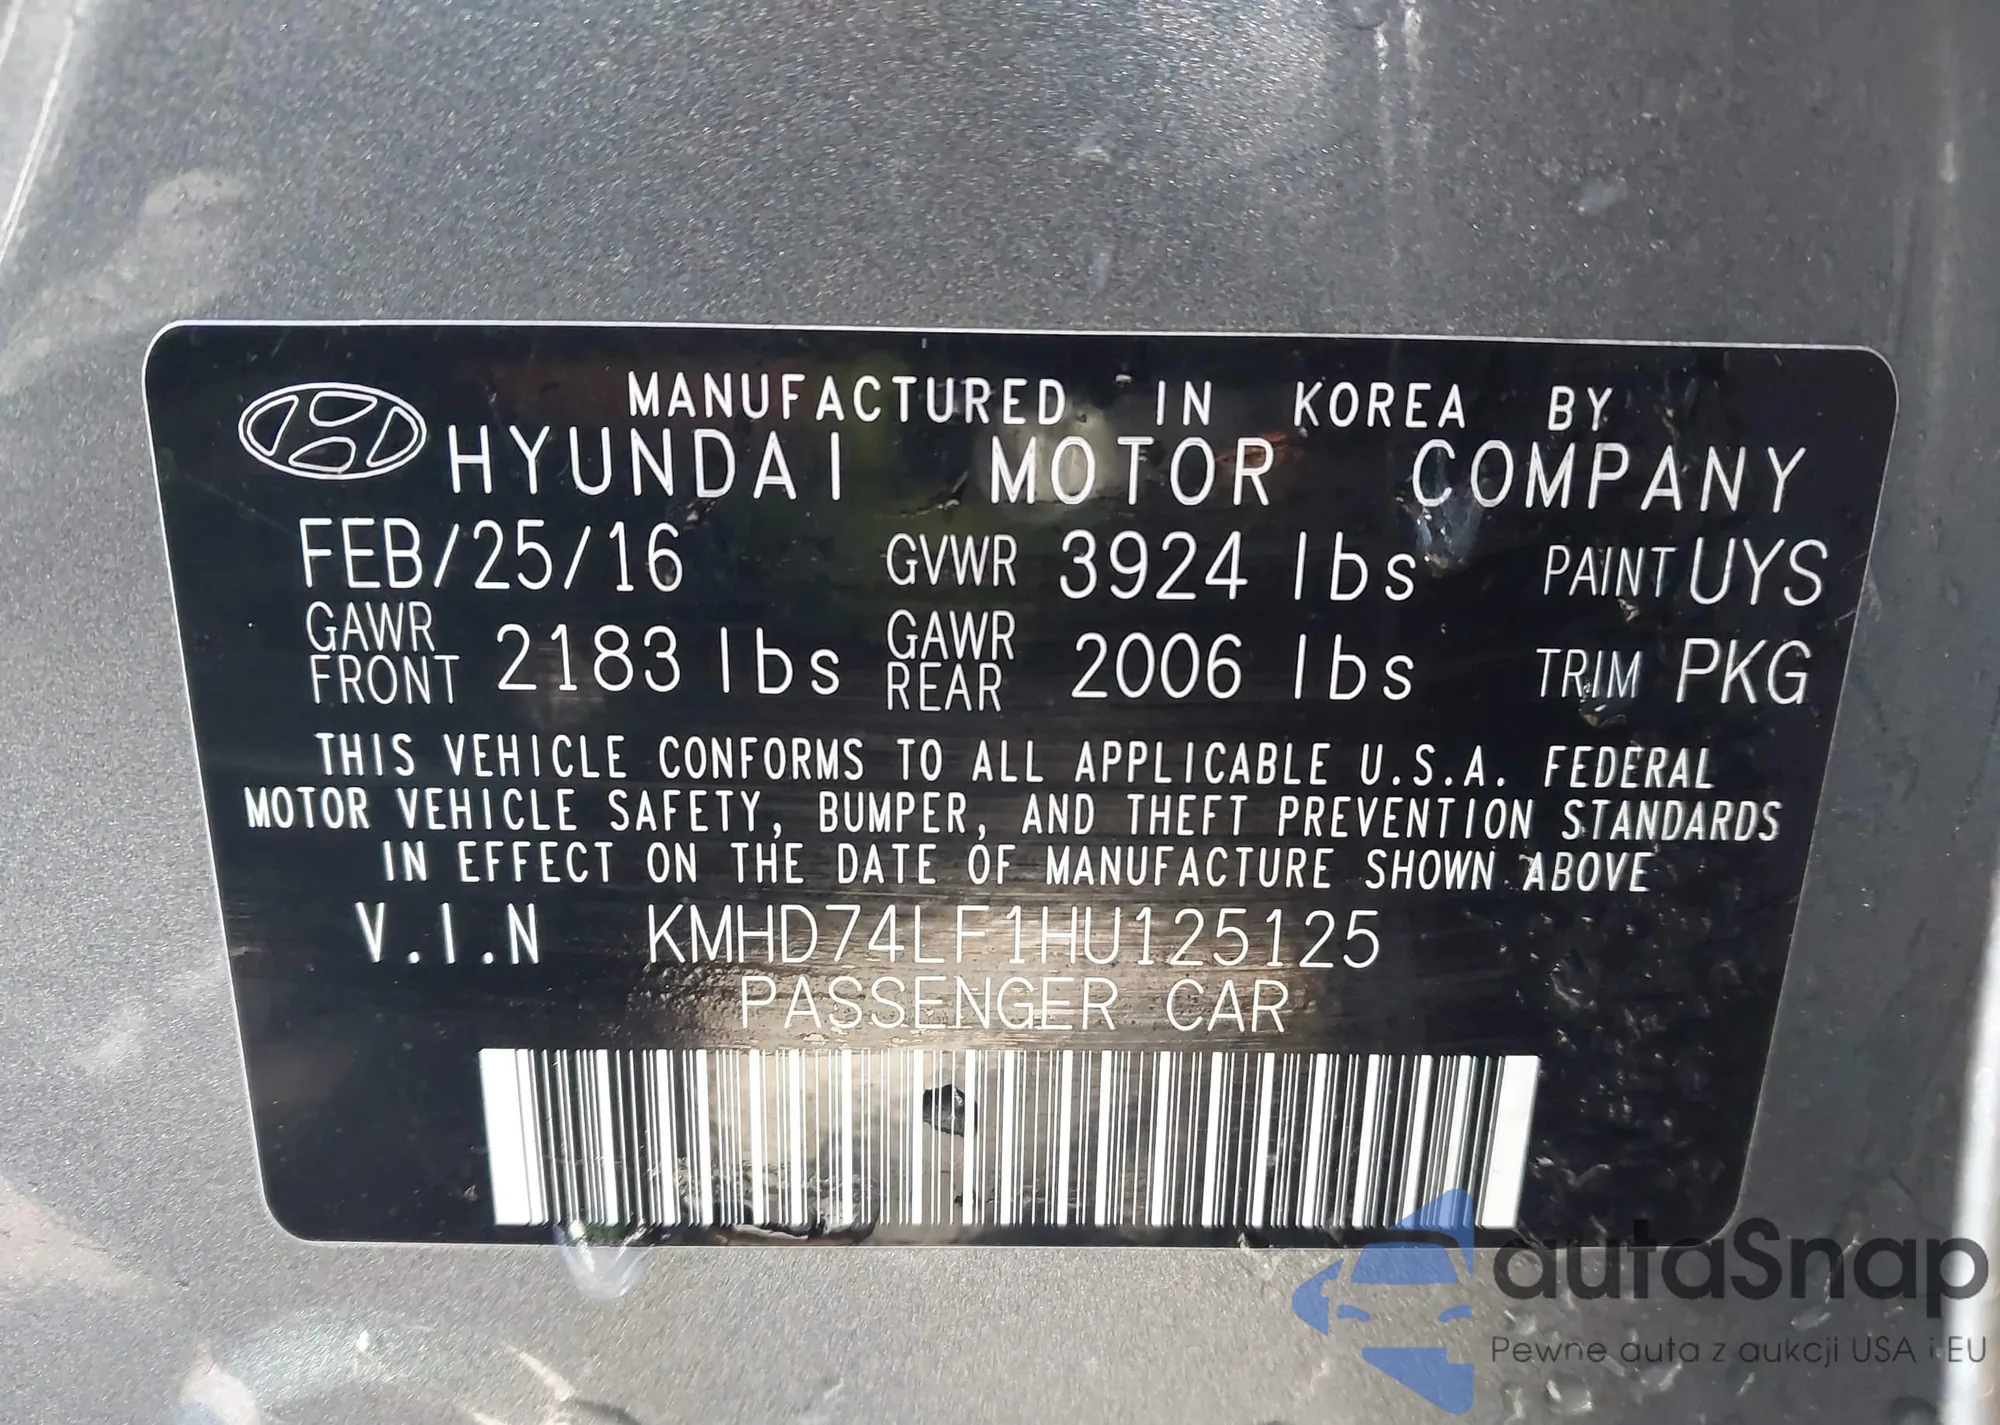 MANUFACTURED IN KOREA BY
HYUNDAI MOTOR COMPANY
FEB/25/16 GVWR 3924 lbs PAINT UYS
GAWR FRONT 2183 lbs GAWR REAR 2006 lbs TRIM PKG
THIS VEHICLE CONFORMS TO ALL APPLICABLE U.S.A. FEDERAL
MOTOR VEHICLE SAFETY, BUMPER, AND THEFT PREVENTION STANDARDS
IN EFFECT ON THE DATE OF MANUFACTURE SHOWN ABOVE
V.I.N KMHD74LF1HU125125
PASSENGER CAR
autaSnap
Pewne auta z aukcji USA i EU